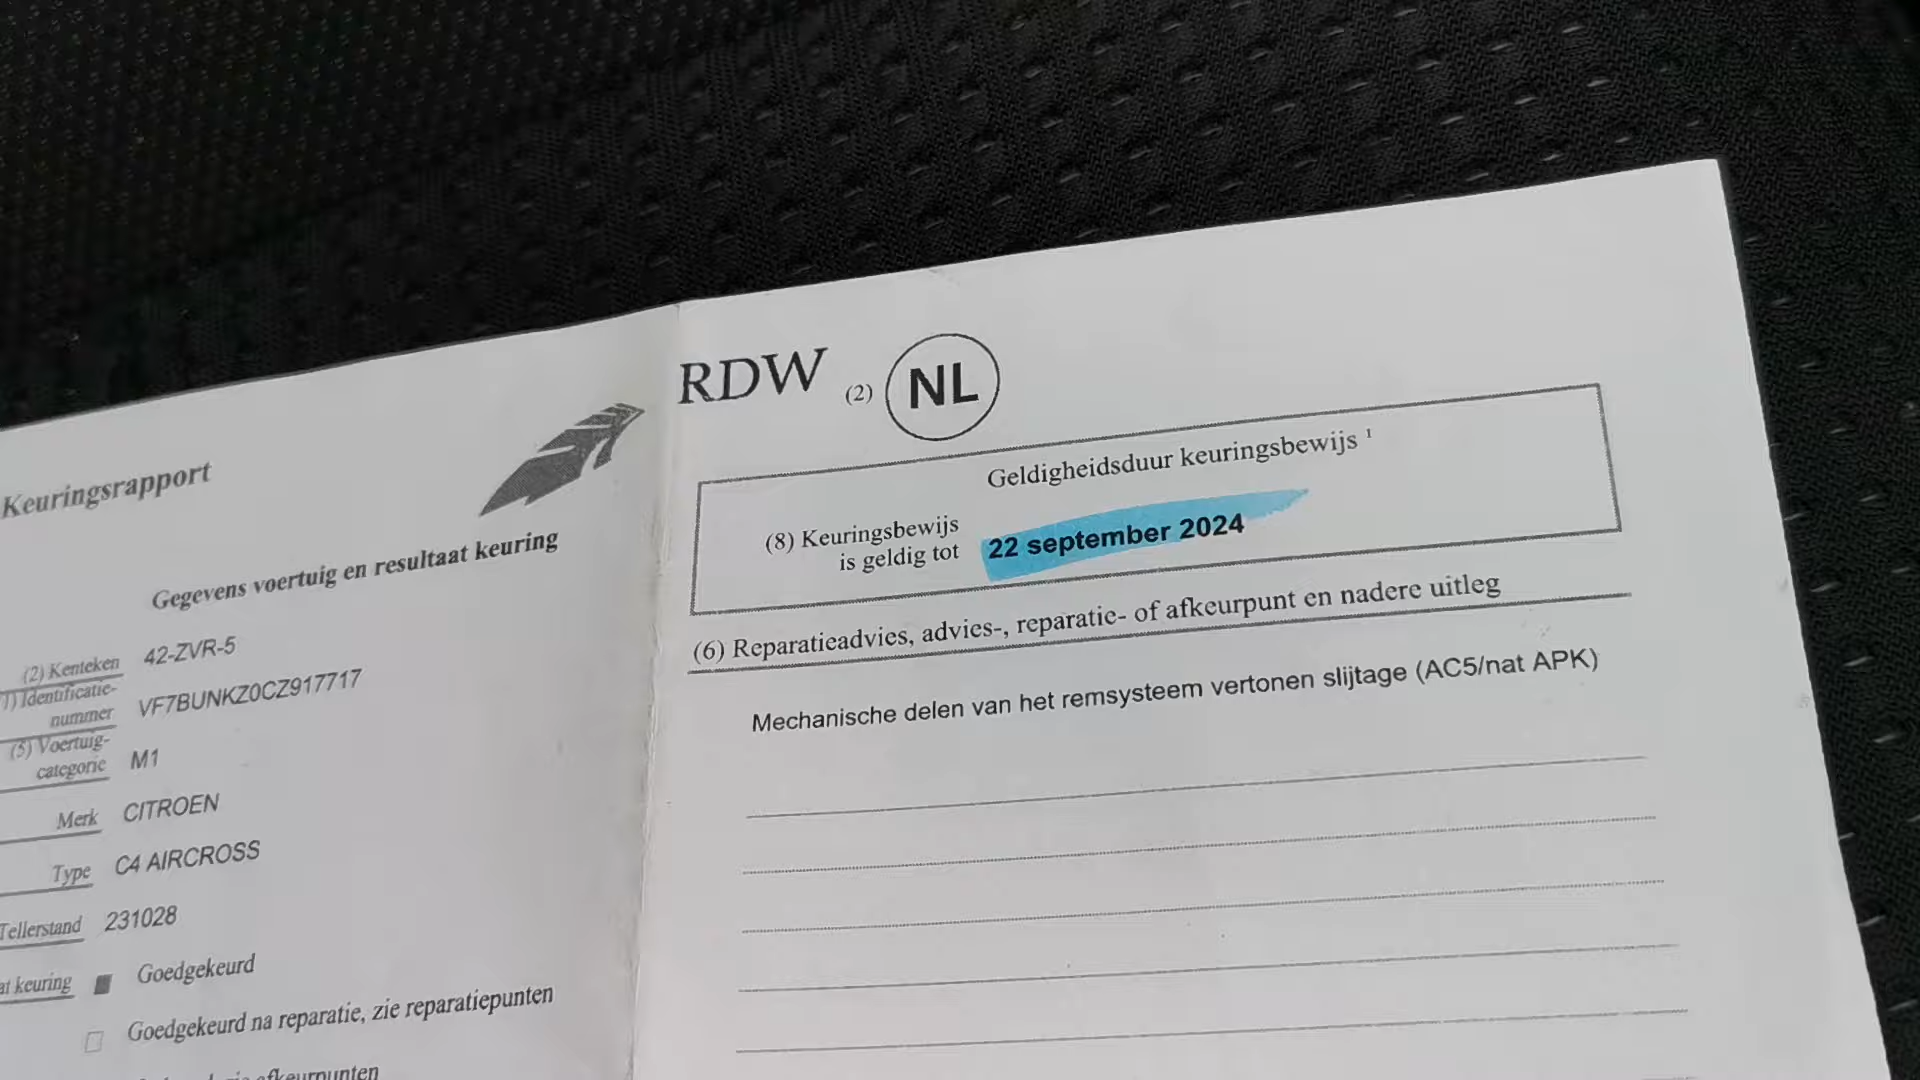 Keuringsrapport
Gegevens voertuig en resultaat keuring
(2) Kenteken 42-ZVR-5
1) Identificatie-
nummer VF7BUNKZ0CZ917717
(5) Voertuig-
categorie M1
Merk CITROEN
Type C4 AIRCROSS
Tellerstand 231028
at keuring Goedgekeurd
Goedgekeurd na reparatie, zie reparatiepunten
afkeurpunten
RDW (2) NL
Geldigheidsduur keuringsbewijs 1
(8) Keuringsbewijs
is geldig tot 22 september 2024
(6) Reparatieadvies, advies-, reparatie- of afkeurpunt en nadere uitleg
Mechanische delen van het remsysteem vertonen slijtage (AC5/nat APK)